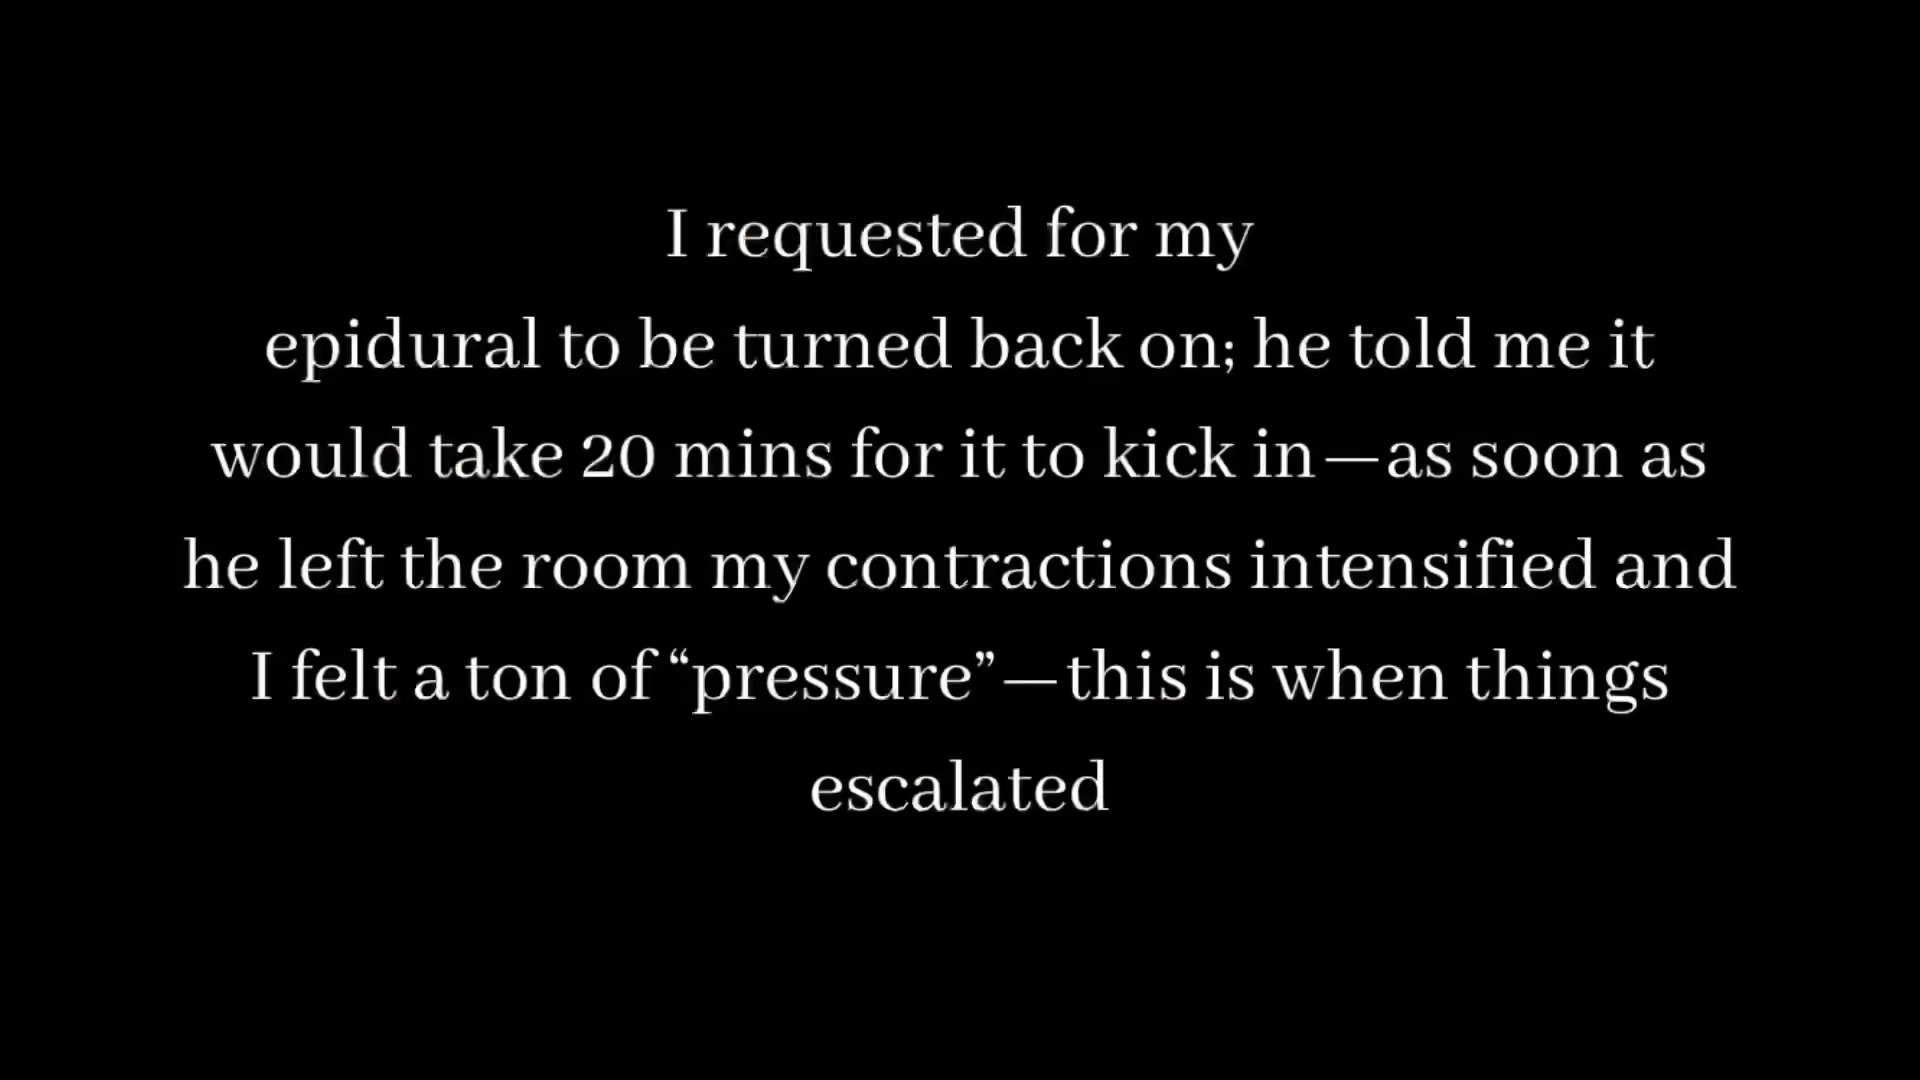 I requested for my
epidural to be turned back on; he told me it
would take 20 mins for it to kick in—as soon as
he left the room my contractions intensified and
I felt a ton of “pressure”—this is when things
escalated